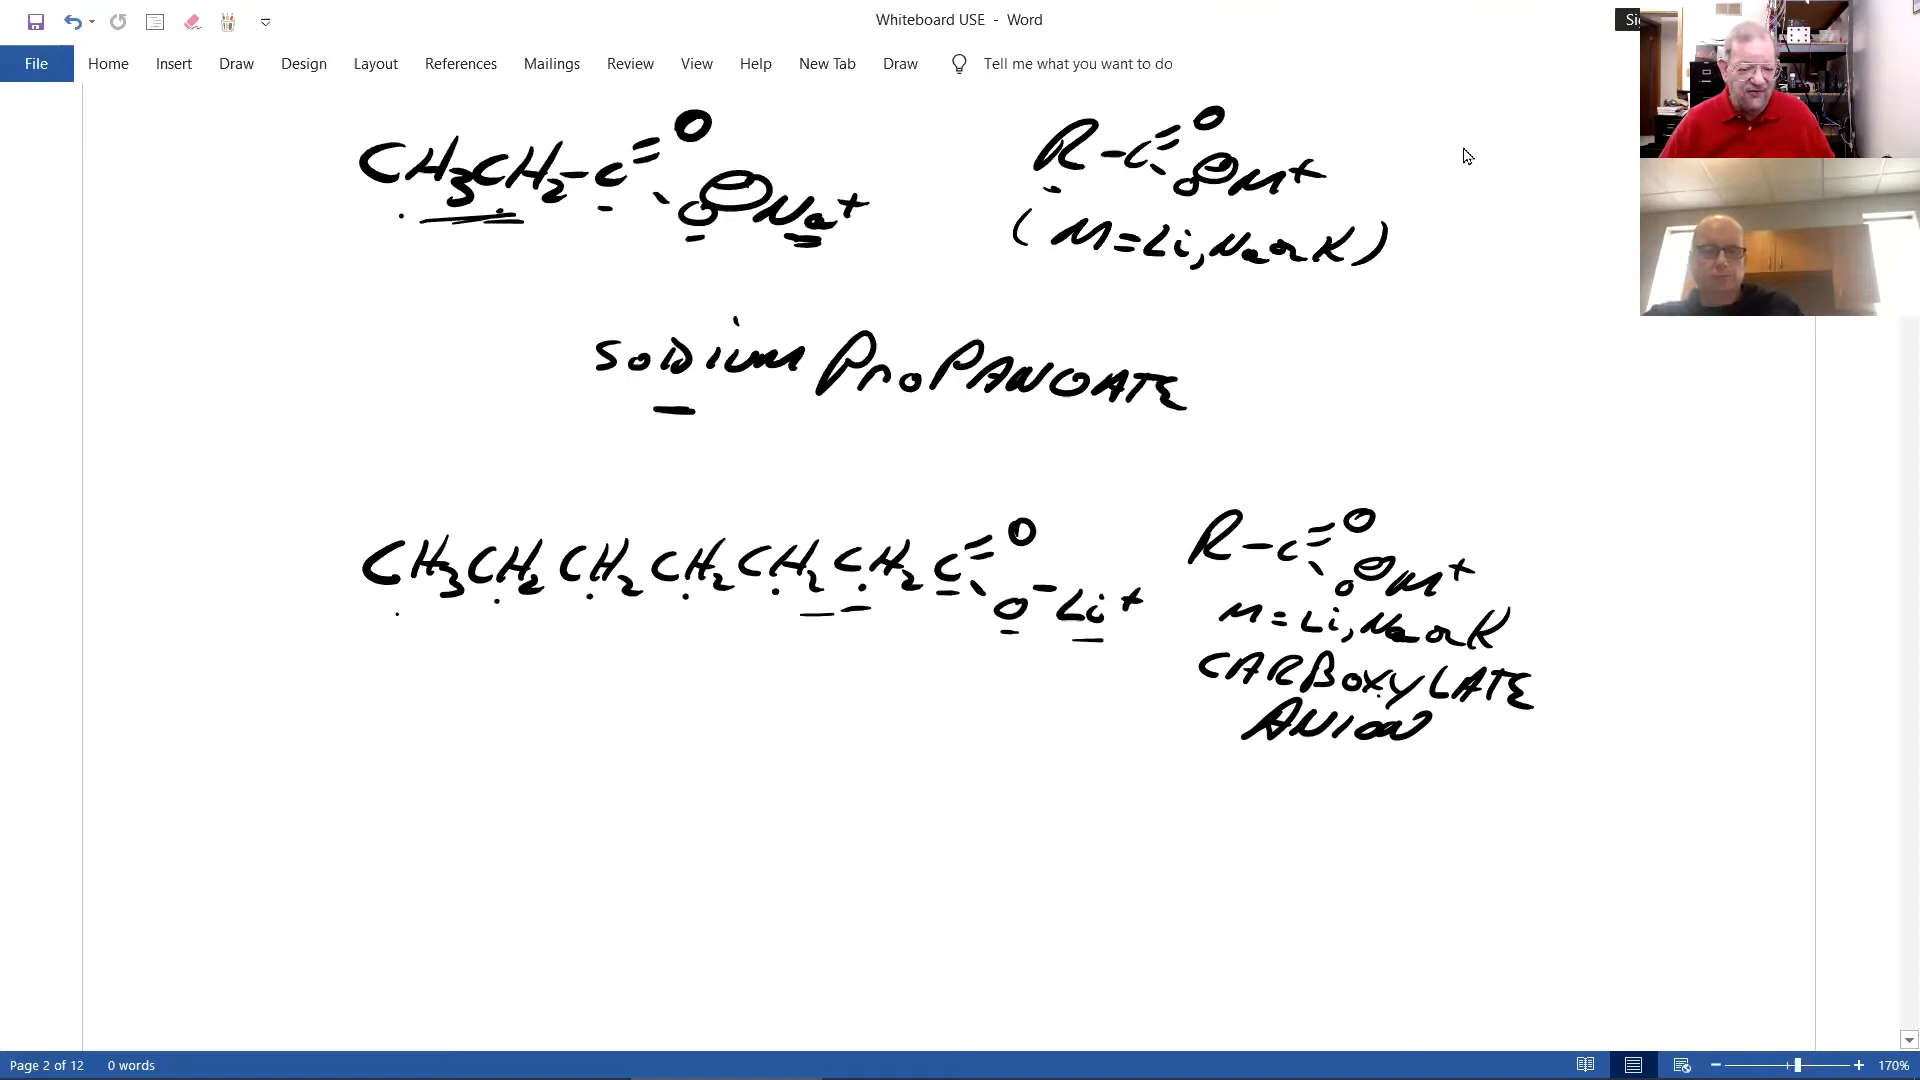 Whiteboard USE - Word
Si
File Home Insert Draw Design Layout References Mailings Review View Help New Tab Draw Tell me what you want to do
CH3CH2-C=O
O⊖Na+
R-C=O
O⊖M+
(M=Li, Na or K)
SODiUM PROPANOATE
CH3CH2CH2CH2CH2CH2C=O
O-Li+
R-C=O
O⊖M+
M=Li, Na or K
CARBOXYLATE
ANION
Page 2 of 12 0 words
170%